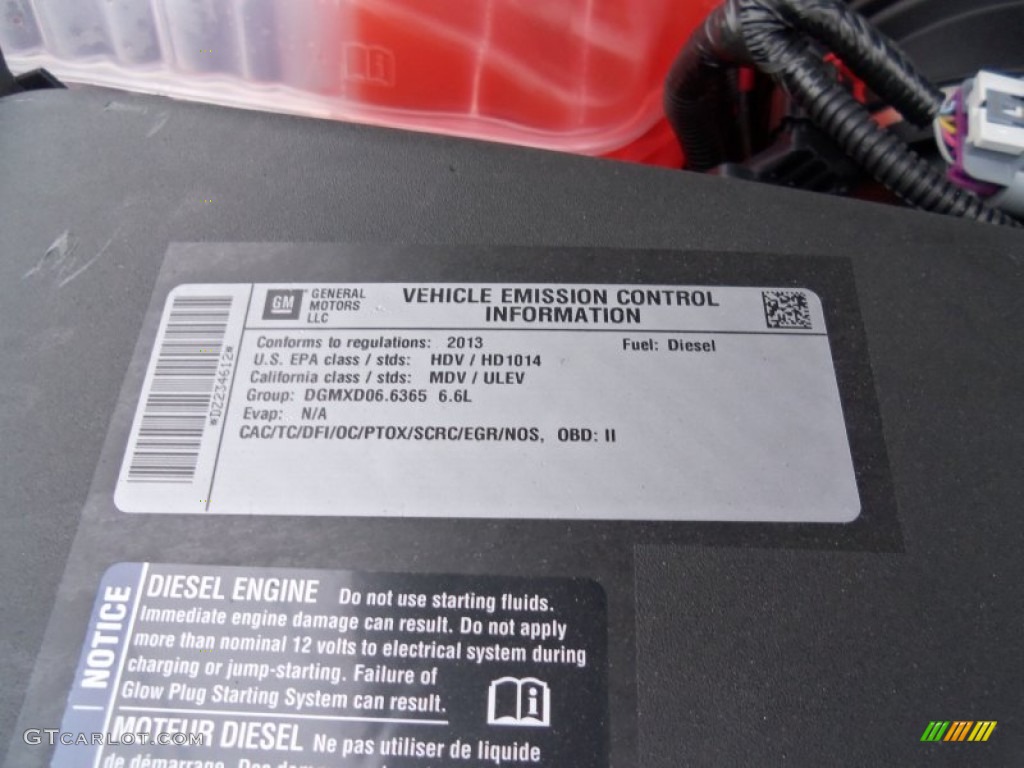 GM GENERAL
MOTORS
LLC
VEHICLE EMISSION CONTROL
INFORMATION
*D2234612*
Conforms to regulations: 2013 Fuel: Diesel
U.S. EPA class / stds: HDV / HD1014
California class / stds: MDV / ULEV
Group: DGMXD06.6365 6.6L
Evap: N/A
CAC/TC/DFI/OC/PTOX/SCRC/EGR/NOS, OBD: II
NOTICE
DIESEL ENGINE Do not use starting fluids.
Immediate engine damage can result. Do not apply
more than nominal 12 volts to electrical system during
charging or jump-starting. Failure of
Glow Plug Starting System can result.
MOTEUR DIESEL Ne pas utiliser de liquide
de démarrage.
GTCARLOT.COM